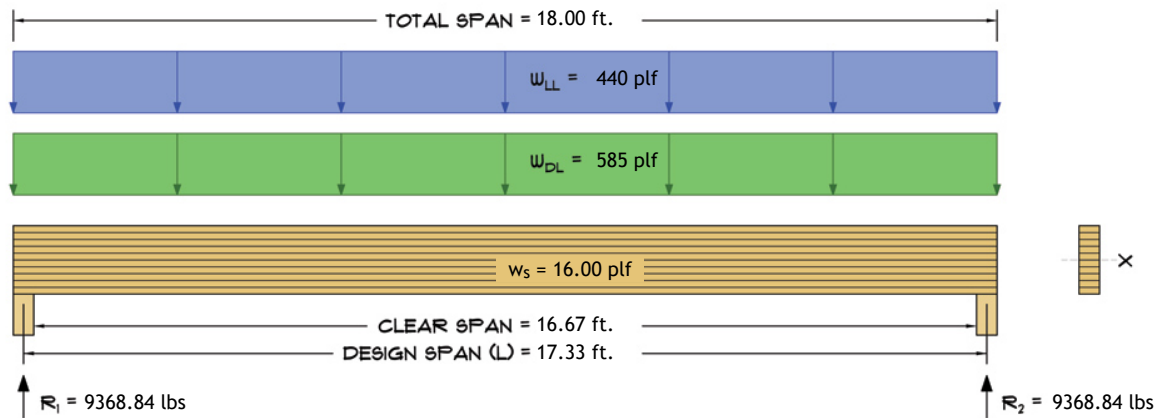 TOTAL SPAN = 18.00 ft.
WLL = 440 plf
WDL = 585 plf
ws = 16.00 plf
X
CLEAR SPAN = 16.67 ft.
DESIGN SPAN (L) = 17.33 ft.
R1 = 9368.84 lbs
R2 = 9368.84 lbs